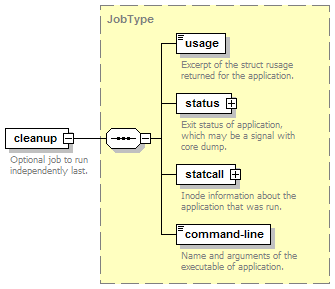 JobType
usage
Excerpt of the struct rusage
returned for the application.
status
Exit status of application,
which may be a signal with
core dump.
cleanup
Optional job to run
independently last.
statcall
Inode information about the
application that was run.
command-line
Name and arguments of the
executable of application.